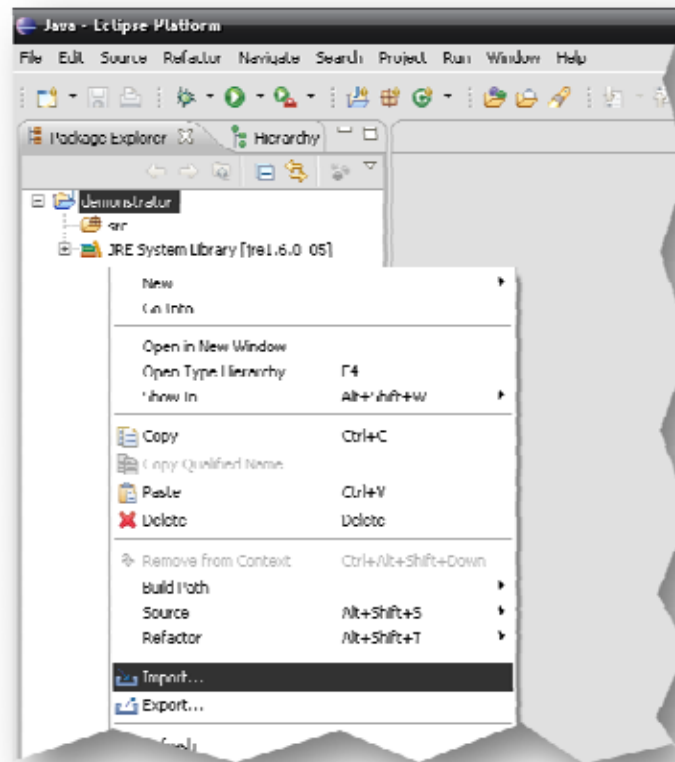 Java - Eclipse Platform
File Edit Source Refactor Navigate Search Project Run Window Help
Package Explorer Hierarchy
demonstrator
src
JRE System Library [jre1.6.0_05]
New
Go Into
Open in New Window
Open Type Hierarchy F4
Show In Alt+Shift+W
Copy Ctrl+C
Copy Qualified Name
Paste Ctrl+V
Delete Delete
Remove from Context Ctrl+Alt+Shift+Down
Build Path
Source Alt+Shift+S
Refactor Alt+Shift+T
Import...
Export...